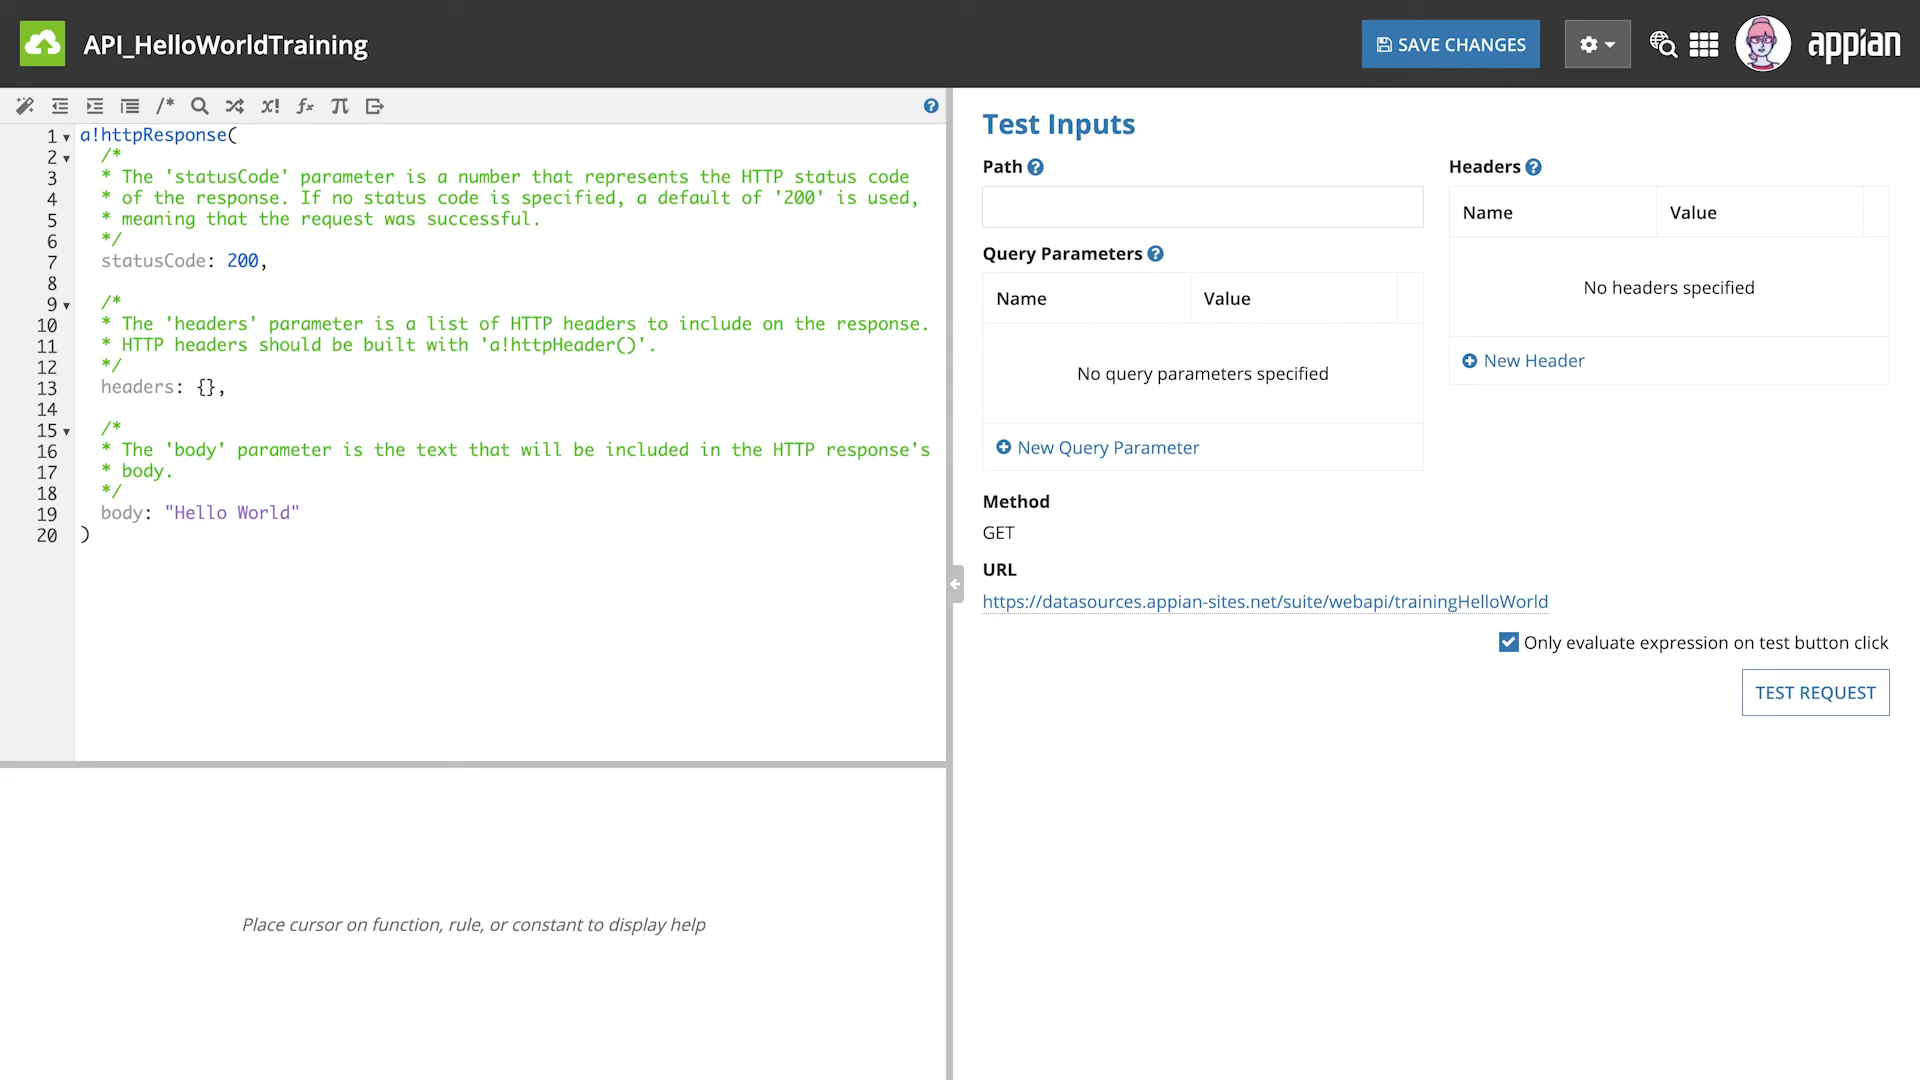 API_HelloWorldTraining
SAVE CHANGES
appian
/*
x!
1 a!httpResponse(
2 /*
3 * The 'statusCode' parameter is a number that represents the HTTP status code
4 * of the response. If no status code is specified, a default of '200' is used,
5 * meaning that the request was successful.
6 */
7 statusCode: 200,
8
9 /*
10 * The 'headers' parameter is a list of HTTP headers to include on the response.
11 * HTTP headers should be built with 'a!httpHeader()'.
12 */
13 headers: {},
14
15 /*
16 * The 'body' parameter is the text that will be included in the HTTP response's
17 * body.
18 */
19 body: "Hello World"
20 )
Place cursor on function, rule, or constant to display help
Test Inputs
Path
Query Parameters
Name Value
No query parameters specified
New Query Parameter
Headers
Name Value
No headers specified
New Header
Method
GET
URL
https://datasources.appian-sites.net/suite/webapi/trainingHelloWorld
Only evaluate expression on test button click
TEST REQUEST